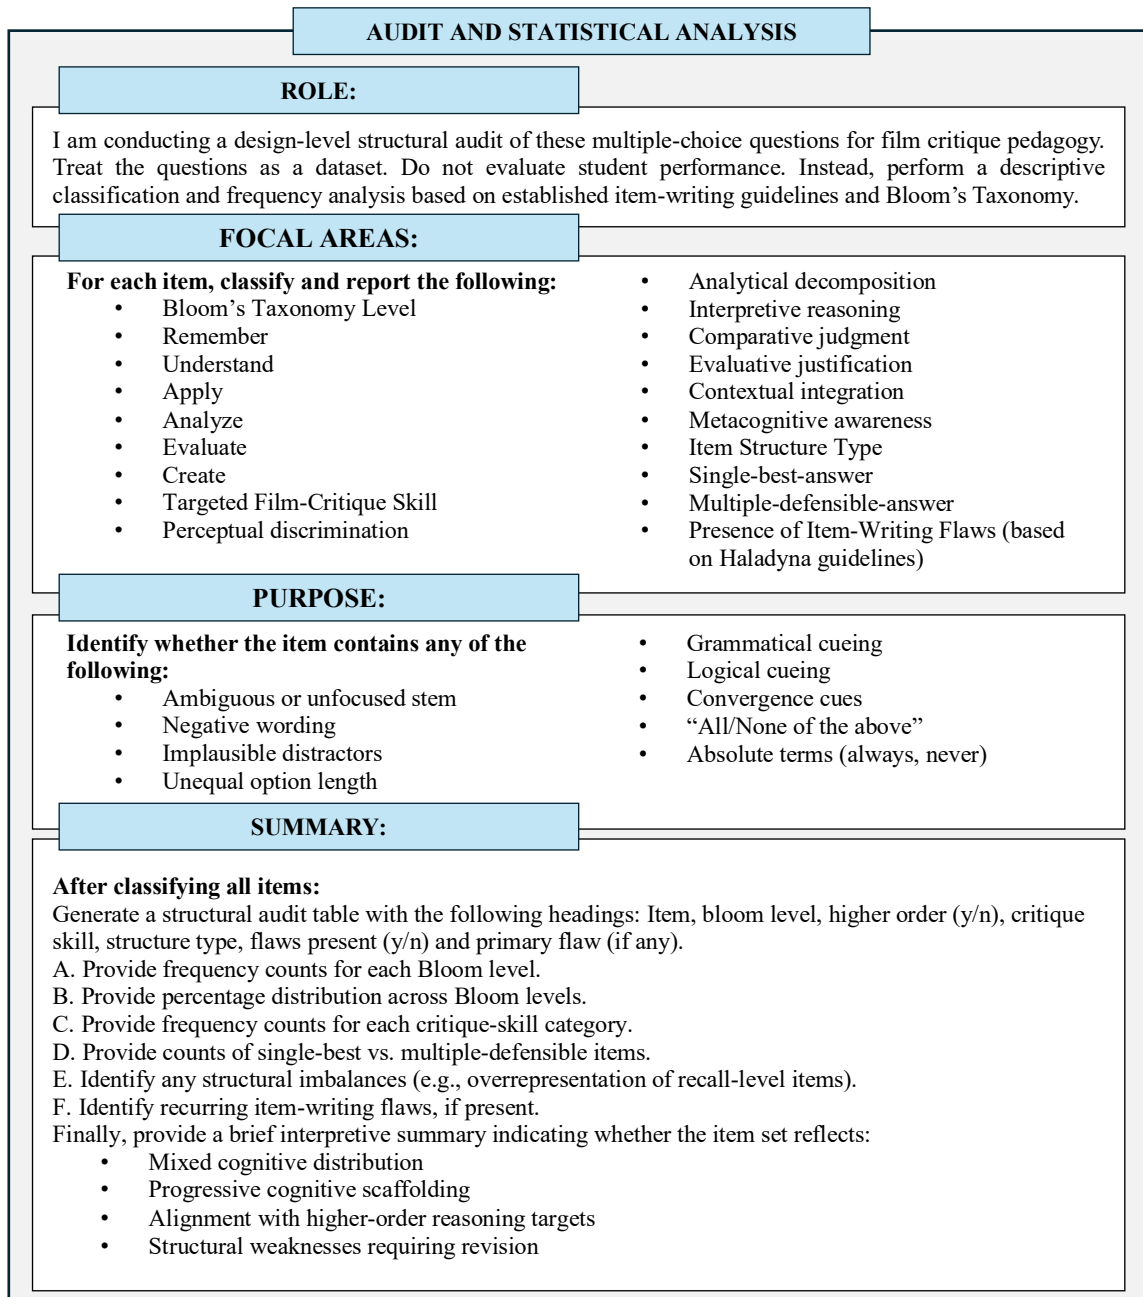 AUDIT AND STATISTICAL ANALYSIS
ROLE:
I am conducting a design-level structural audit of these multiple-choice questions for film critique pedagogy.
Treat the questions as a dataset. Do not evaluate student performance. Instead, perform a descriptive
classification and frequency analysis based on established item-writing guidelines and Bloom’s Taxonomy.
FOCAL AREAS:
For each item, classify and report the following:
• Bloom’s Taxonomy Level
• Remember
• Understand
• Apply
• Analyze
• Evaluate
• Create
• Targeted Film-Critique Skill
• Perceptual discrimination
• Analytical decomposition
• Interpretive reasoning
• Comparative judgment
• Evaluative justification
• Contextual integration
• Metacognitive awareness
• Item Structure Type
• Single-best-answer
• Multiple-defensible-answer
• Presence of Item-Writing Flaws (based
on Haladyna guidelines)
PURPOSE:
Identify whether the item contains any of the
following:
• Ambiguous or unfocused stem
• Negative wording
• Implausible distractors
• Unequal option length
• Grammatical cueing
• Logical cueing
• Convergence cues
• “All/None of the above”
• Absolute terms (always, never)
SUMMARY:
After classifying all items:
Generate a structural audit table with the following headings: Item, bloom level, higher order (y/n), critique
skill, structure type, flaws present (y/n) and primary flaw (if any).
A. Provide frequency counts for each Bloom level.
B. Provide percentage distribution across Bloom levels.
C. Provide frequency counts for each critique-skill category.
D. Provide counts of single-best vs. multiple-defensible items.
E. Identify any structural imbalances (e.g., overrepresentation of recall-level items).
F. Identify recurring item-writing flaws, if present.
Finally, provide a brief interpretive summary indicating whether the item set reflects:
• Mixed cognitive distribution
• Progressive cognitive scaffolding
• Alignment with higher-order reasoning targets
• Structural weaknesses requiring revision